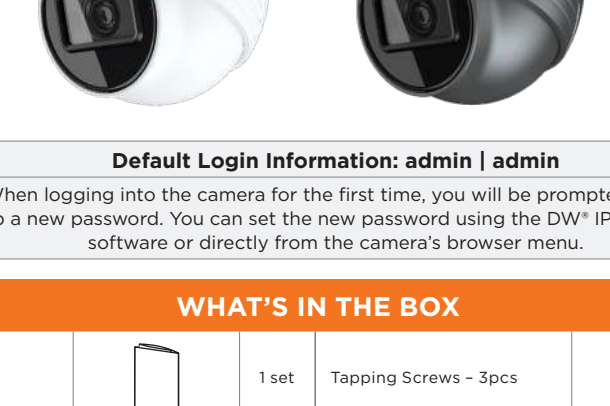 Default Login Information: admin | admin
hen logging into the camera for the first time, you will be prompte
a new password. You can set the new password using the DW® IP
software or directly from the camera's browser menu.
WHAT'S IN THE BOX
1 set
Tapping Screws – 3pcs